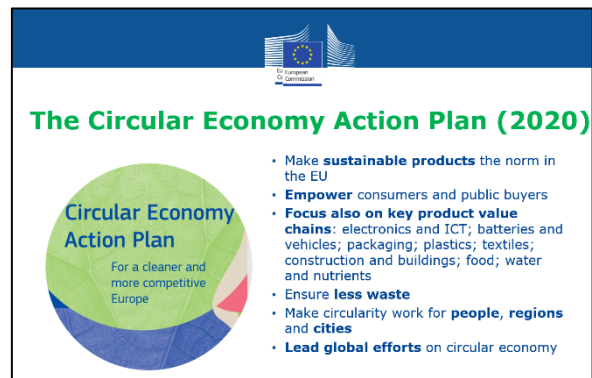 European
Commission
The Circular Economy Action Plan (2020)
Circular Economy
Action Plan
For a cleaner and
more competitive
Europe
• Make sustainable products the norm in
the EU
• Empower consumers and public buyers
• Focus also on key product value
chains: electronics and ICT; batteries and
vehicles; packaging; plastics; textiles;
construction and buildings; food; water
and nutrients
• Ensure less waste
• Make circularity work for people, regions
and cities
• Lead global efforts on circular economy